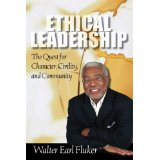 ETHICAL
LEADERSHIP
The Quest for
Character, Civility,
and Community
Walter Earl Fluker